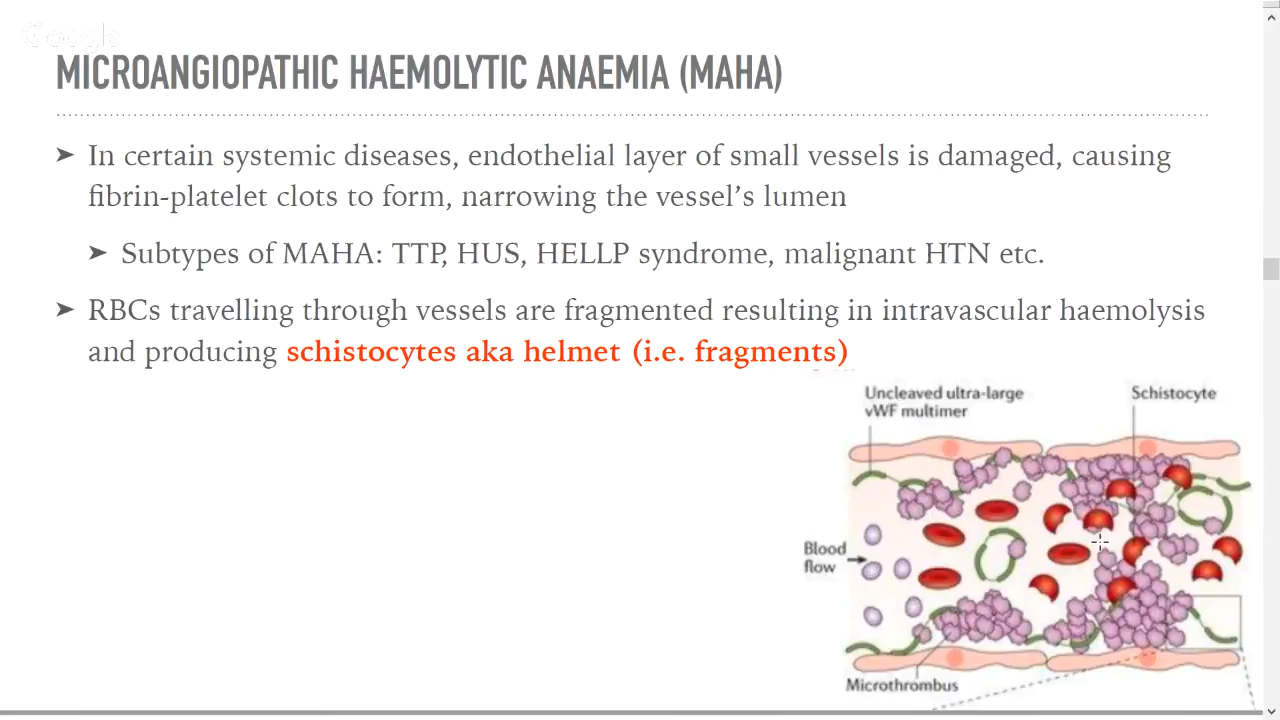 MICROANGIOPATHIC HAEMOLYTIC ANAEMIA (MAHA)
➤ In certain systemic diseases, endothelial layer of small vessels is damaged, causing
fibrin-platelet clots to form, narrowing the vessel’s lumen
➤ Subtypes of MAHA: TTP, HUS, HELLP syndrome, malignant HTN etc.
➤ RBCs travelling through vessels are fragmented resulting in intravascular haemolysis
and producing schistocytes aka helmet (i.e. fragments)
Uncleaved ultra-large
vWF multimer
Schistocyte
Blood
flow
Microthrombus